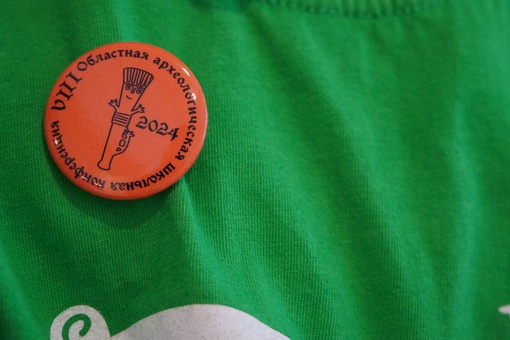 VIII Областная археологическая школьная конференция
2024